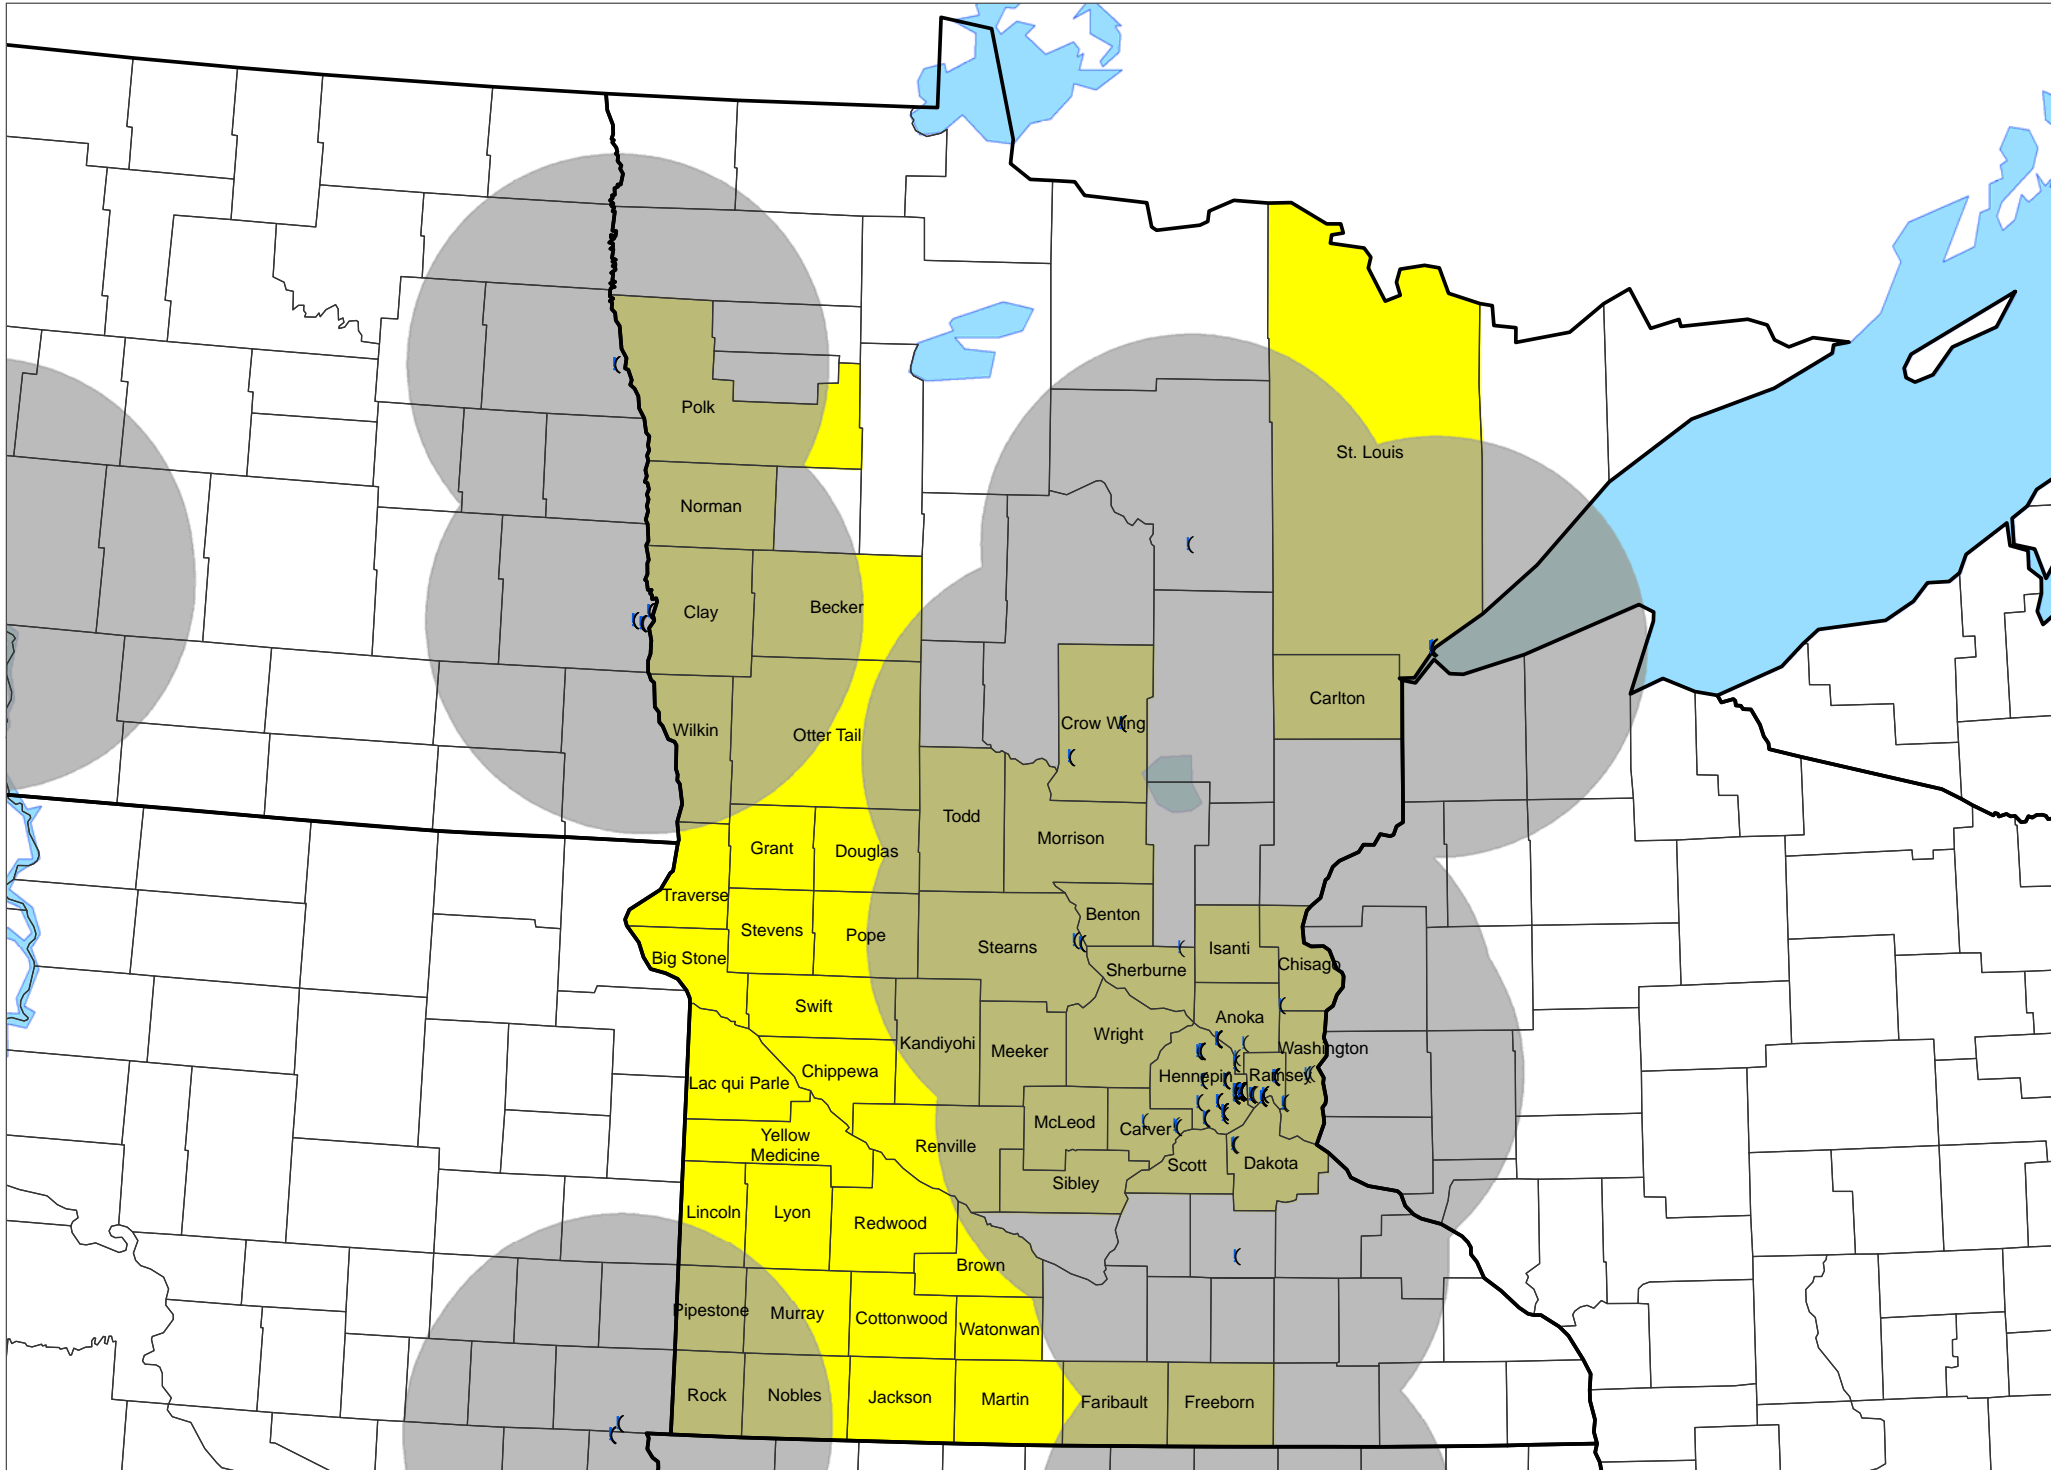 Polk
St. Louis
Norman
Becker
Clay
Carlton
Crow Wing
Wilkin
Otter Tail
Todd
Morrison
Grant
Douglas
Traverse
Benton
Stevens
Pope
Stearns
Isanti
Big Stone
Chisago
Sherburne
Swift
Anoka
Wright
Kandiyohi
Meeker
Washington
Chippewa
Hennepin
Ramsey
Lac qui Parle
McLeod
Carver
Yellow
Medicine
Renville
Scott
Dakota
Sibley
Lincoln
Lyon
Redwood
Brown
Pipestone
Murray
Cottonwood
Watonwan
Rock
Nobles
Jackson
Martin
Faribault
Freeborn